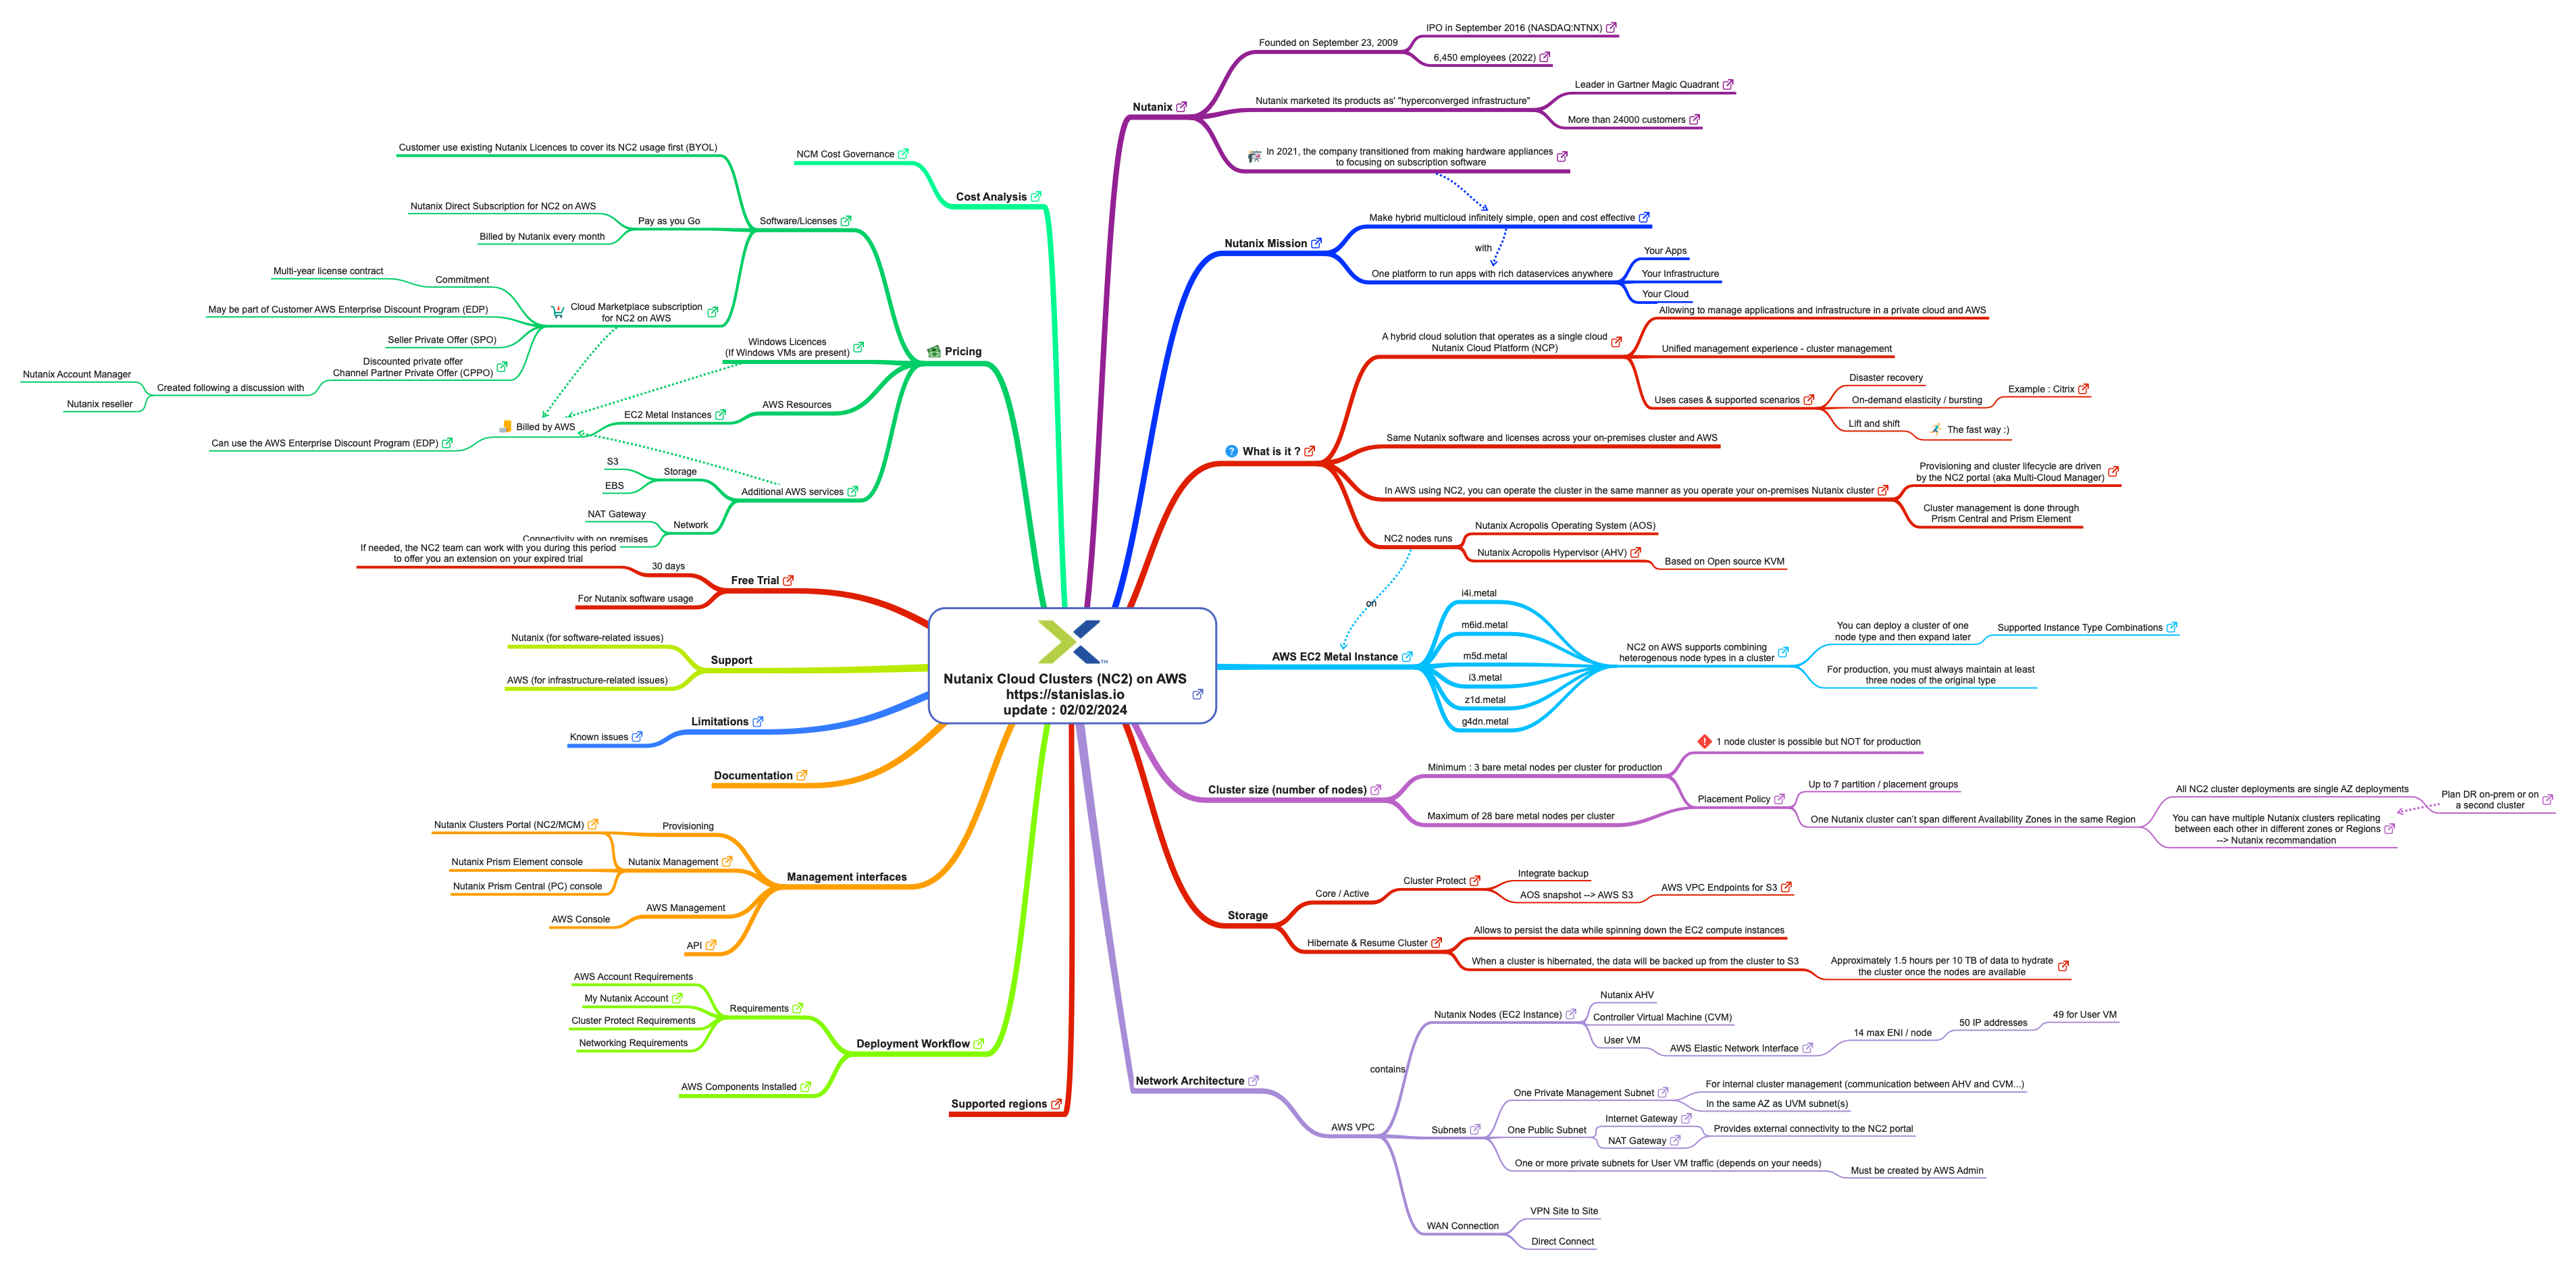 Nutanix Cloud Clusters (NC2) on AWS
https://stanislas.io
update : 02/02/2024
TM
Nutanix
Founded on September 23, 2009
IPO in September 2016 (NASDAQ:NTNX)
6,450 employees (2022)
Nutanix marketed its products as' "hyperconverged infrastructure"
Leader in Gartner Magic Quadrant
More than 24000 customers
In 2021, the company transitioned from making hardware appliances
to focusing on subscription software
Nutanix Mission
Make hybrid multicloud infinitely simple, open and cost effective
with
One platform to run apps with rich dataservices anywhere
Your Apps
Your Infrastructure
Your Cloud
What is it ?
A hybrid cloud solution that operates as a single cloud
Nutanix Cloud Platform (NCP)
Allowing to manage applications and infrastructure in a private cloud and AWS
Unified management experience - cluster management
Uses cases & supported scenarios
Disaster recovery
On-demand elasticity / bursting
Example : Citrix
Lift and shift
The fast way :)
Same Nutanix software and licenses across your on-premises cluster and AWS
In AWS using NC2, you can operate the cluster in the same manner as you operate your on-premises Nutanix cluster
Provisioning and cluster lifecycle are driven
by the NC2 portal (aka Multi-Cloud Manager)
Cluster management is done through
Prism Central and Prism Element
NC2 nodes runs
Nutanix Acropolis Operating System (AOS)
Nutanix Acropolis Hypervisor (AHV)
Based on Open source KVM
on
AWS EC2 Metal Instance
i4i.metal
m6id.metal
m5d.metal
i3.metal
z1d.metal
g4dn.metal
NC2 on AWS supports combining
heterogenous node types in a cluster
You can deploy a cluster of one
node type and then expand later
Supported Instance Type Combinations
For production, you must always maintain at least
three nodes of the original type
Cluster size (number of nodes)
Minimum : 3 bare metal nodes per cluster for production
1 node cluster is possible but NOT for production
Maximum of 28 bare metal nodes per cluster
Placement Policy
Up to 7 partition / placement groups
One Nutanix cluster can't span different Availability Zones in the same Region
All NC2 cluster deployments are single AZ deployments
Plan DR on-prem or on
a second cluster
You can have multiple Nutanix clusters replicating
between each other in different zones or Regions
--> Nutanix recommandation
Storage
Core / Active
Cluster Protect
Integrate backup
AOS snapshot --> AWS S3
AWS VPC Endpoints for S3
Hibernate & Resume Cluster
Allows to persist the data while spinning down the EC2 compute instances
When a cluster is hibernated, the data will be backed up from the cluster to S3
Approximately 1.5 hours per 10 TB of data to hydrate
the cluster once the nodes are available
Network Architecture
AWS VPC
contains
Nutanix Nodes (EC2 Instance)
Nutanix AHV
Controller Virtual Machine (CVM)
User VM
AWS Elastic Network Interface
14 max ENI / node
50 IP addresses
49 for User VM
Subnets
One Private Management Subnet
For internal cluster management (communication between AHV and CVM...)
In the same AZ as UVM subnet(s)
One Public Subnet
Internet Gateway
NAT Gateway
Provides external connectivity to the NC2 portal
One or more private subnets for User VM traffic (depends on your needs)
Must be created by AWS Admin
WAN Connection
VPN Site to Site
Direct Connect
Cost Analysis
NCM Cost Governance
Pricing
Software/Licenses
Customer use existing Nutanix Licences to cover its NC2 usage first (BYOL)
Pay as you Go
Nutanix Direct Subscription for NC2 on AWS
Billed by Nutanix every month
Cloud Marketplace subscription
for NC2 on AWS
Commitment
Multi-year license contract
May be part of Customer AWS Enterprise Discount Program (EDP)
Seller Private Offer (SPO)
Discounted private offer
Channel Partner Private Offer (CPPO)
Created following a discussion with
Nutanix Account Manager
Nutanix reseller
Windows Licences
(If Windows VMs are present)
AWS Resources
EC2 Metal Instances
Billed by AWS
Can use the AWS Enterprise Discount Program (EDP)
Additional AWS services
Storage
S3
EBS
Network
NAT Gateway
Connectivity with on premises
Free Trial
30 days
If needed, the NC2 team can work with you during this period
to offer you an extension on your expired trial
For Nutanix software usage
Support
Nutanix (for software-related issues)
AWS (for infrastructure-related issues)
Limitations
Known issues
Documentation
Management interfaces
Provisioning
Nutanix Clusters Portal (NC2/MCM)
Nutanix Management
Nutanix Prism Element console
Nutanix Prism Central (PC) console
AWS Management
AWS Console
API
Deployment Workflow
Requirements
AWS Account Requirements
My Nutanix Account
Cluster Protect Requirements
Networking Requirements
AWS Components Installed
Supported regions